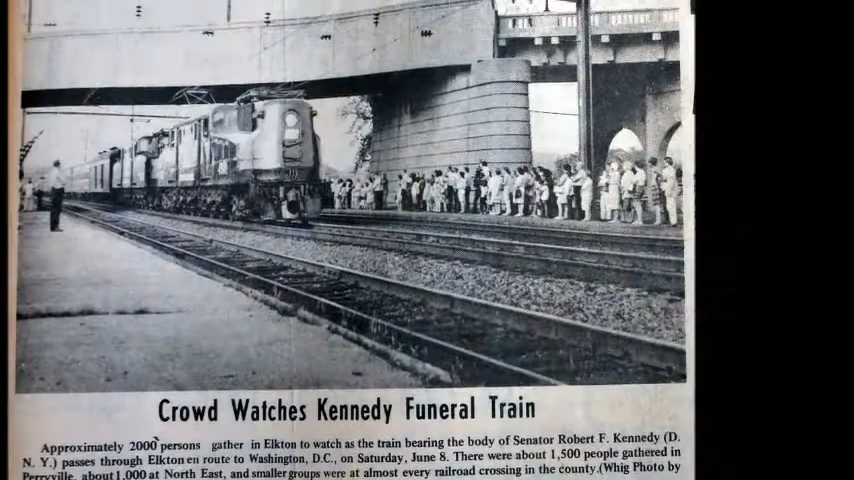 Crowd Watches Kennedy Funeral Train
Approximately 2000 persons gather in Elkton to watch as the train bearing the body of Senator Robert F. Kennedy (D.
N. Y.) passes through Elkton en route to Washington, D.C., on Saturday, June 8. There were about 1,500 people gathered in
Perryville, about 1,000 at North East, and smaller groups were at almost every railroad crossing in the county.(Whig Photo by